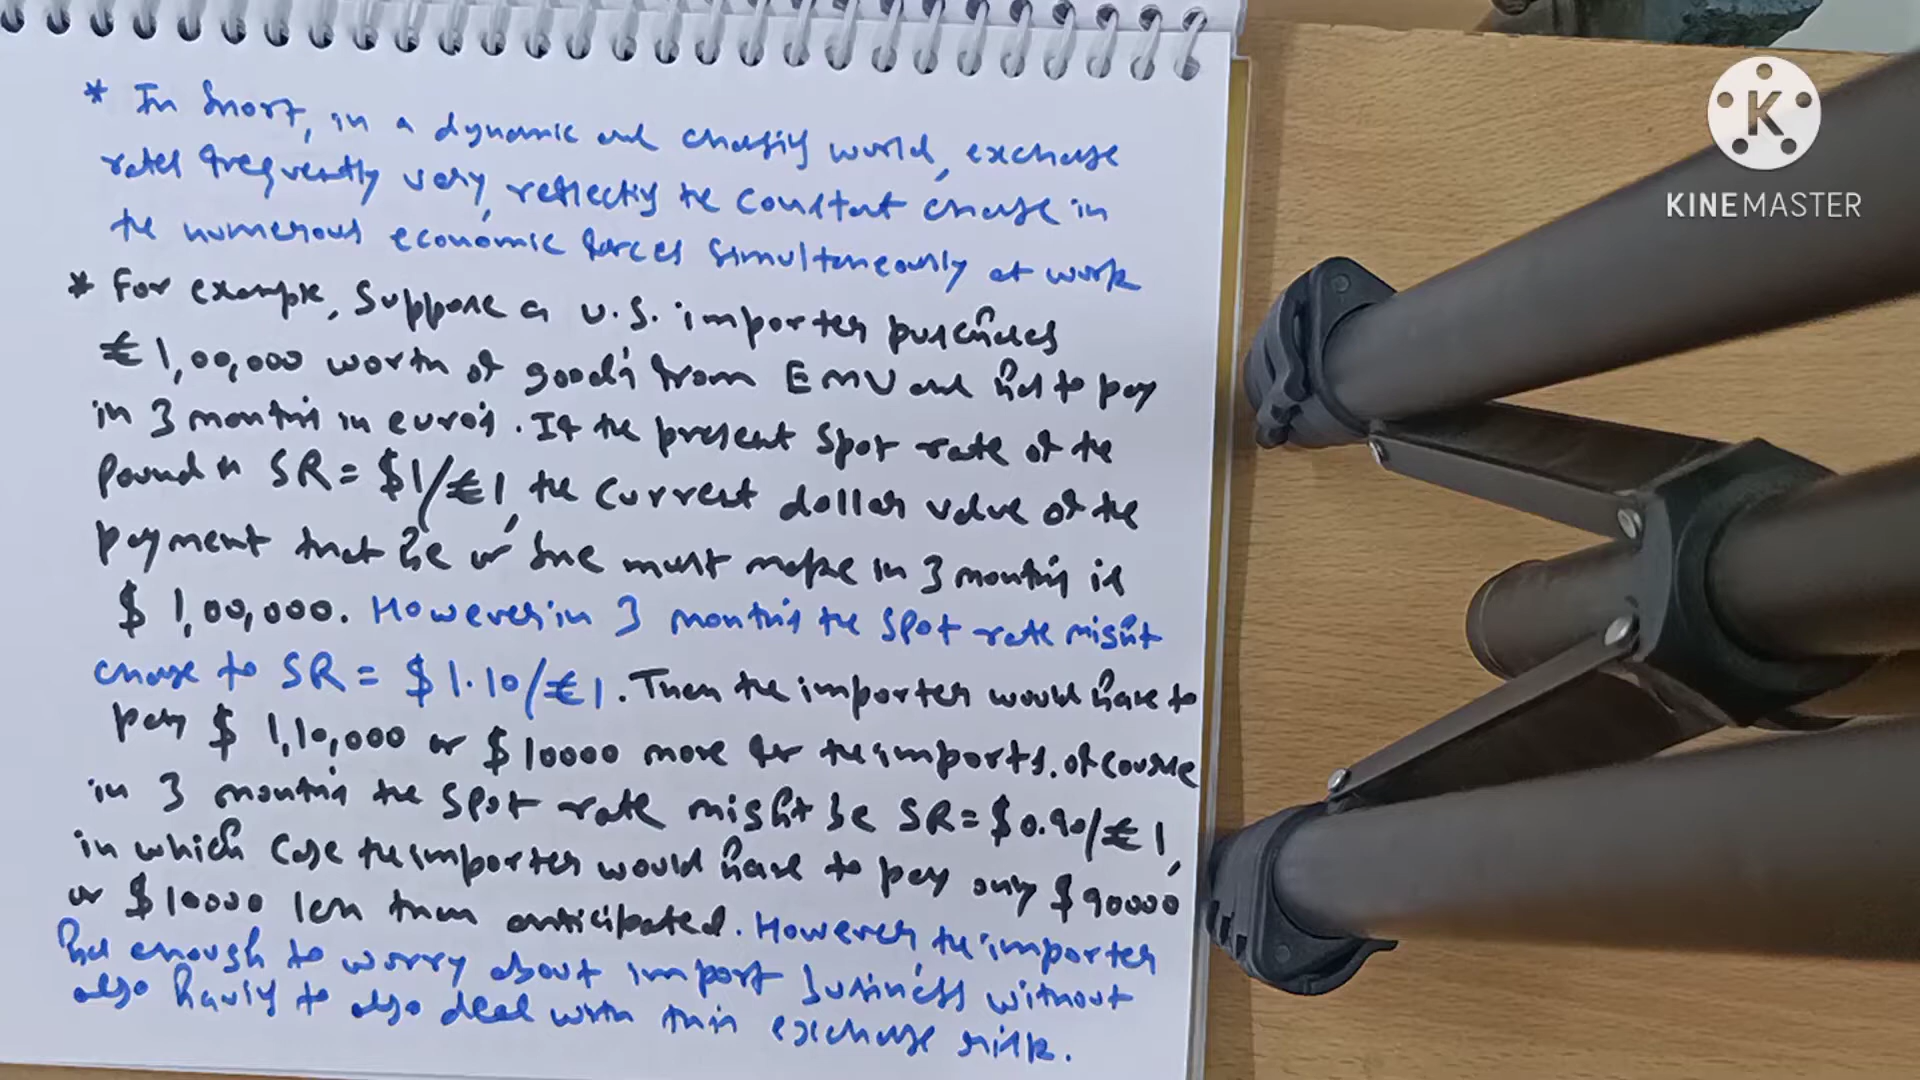 * In short, in a dynamic and changing world, exchange
rates frequently vary, reflecting the constant change in
the numerous economic forces simultaneously at work
* For example, Suppose a U.S. importer purchases
€1,00,000 worth of goods from EMU and has to pay
in 3 months in euros. If the present Spot rate of the
Pound is SR = $1/€1, the current dollar value of the
payment that he or she must make in 3 months is
$ 1,00,000. However in 3 months the spot rate might
change to SR = $1.10/€1. Then the importer would have to
pay $ 1,10,000 or $10000 more for the imports. Of course
in 3 months the spot rate might be SR = $0.90/€1,
in which case the importer would have to pay only $90000
or $10000 less than anticipated. However, the importer
has enough to worry about import business without
also having to also deal with this exchange risk.
KINEMASTER